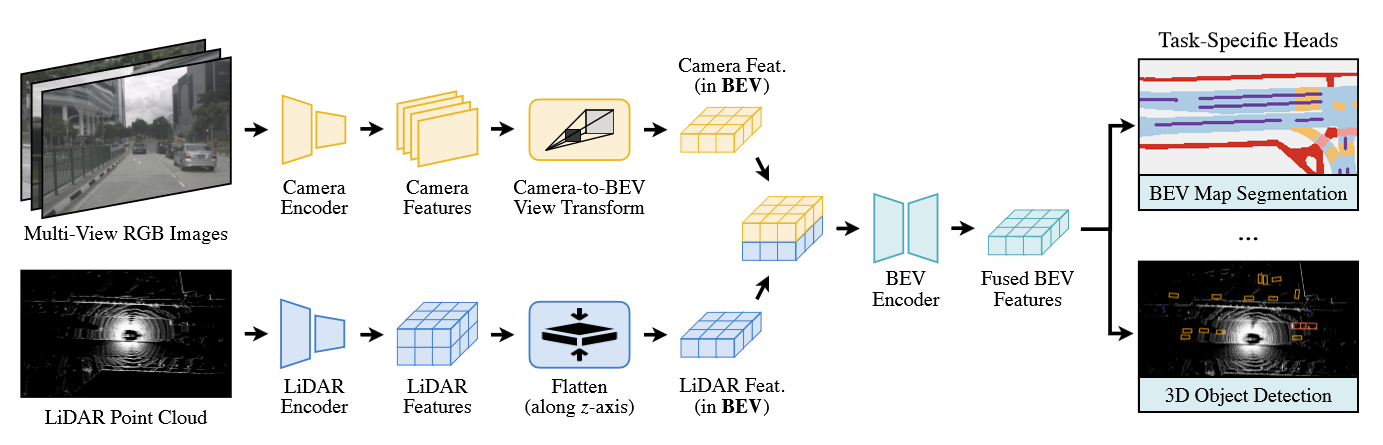 Task-Specific Heads
Camera Feat.
(in BEV)
Camera
Encoder
Camera
Features
Camera-to-BEV
View Transform
BEV Map Segmentation
Multi-View RGB Images
...
BEV
Encoder
Fused BEV
Features
LiDAR
Encoder
LiDAR
Features
Flatten
(along z-axis)
LiDAR Feat.
(in BEV)
3D Object Detection
LiDAR Point Cloud